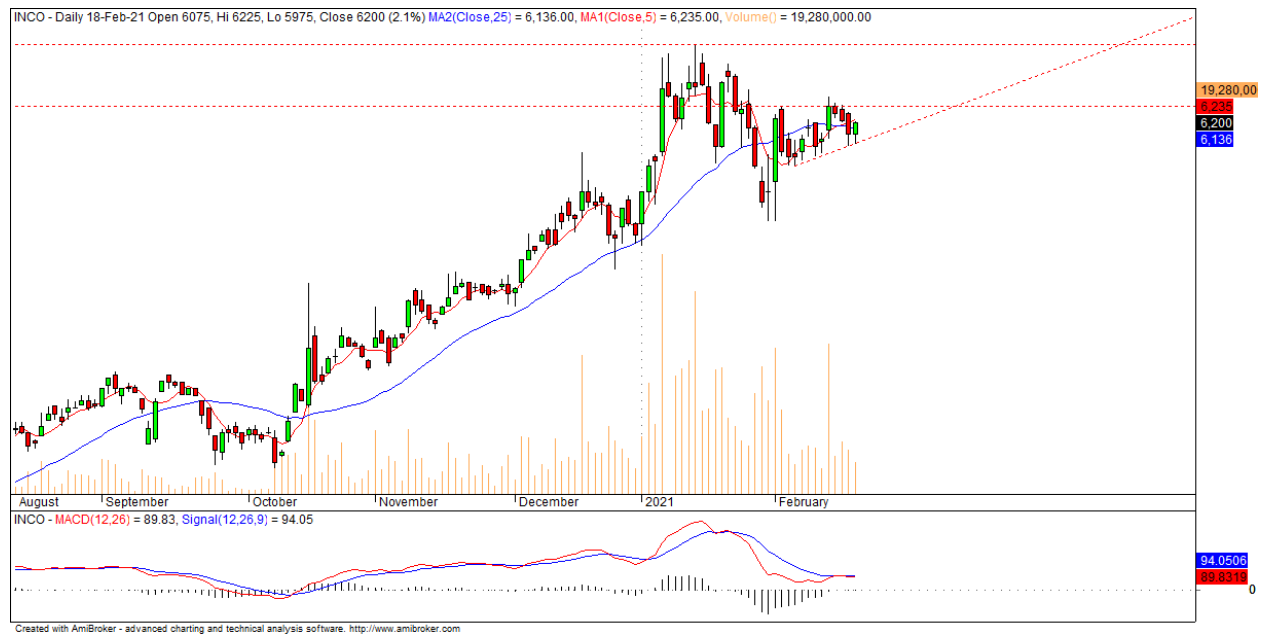 INCO - Daily 18-Feb-21 Open 6075, Hi 6225, Lo 5975, Close 6200 (2.1%) MA2(Close,25) = 6,136.00, MA1(Close,5) = 6,235.00, Volume() = 19,280,000.00
19,280,00
6,235
6,200
6,136
August September October November December 2021 February
INCO - MACD(12,26) = 89.83, Signal(12,26,9) = 94.05
94.0506
89.8319
0
Created with AmiBroker - advanced charting and technical analysis software. http://www.amibroker.com